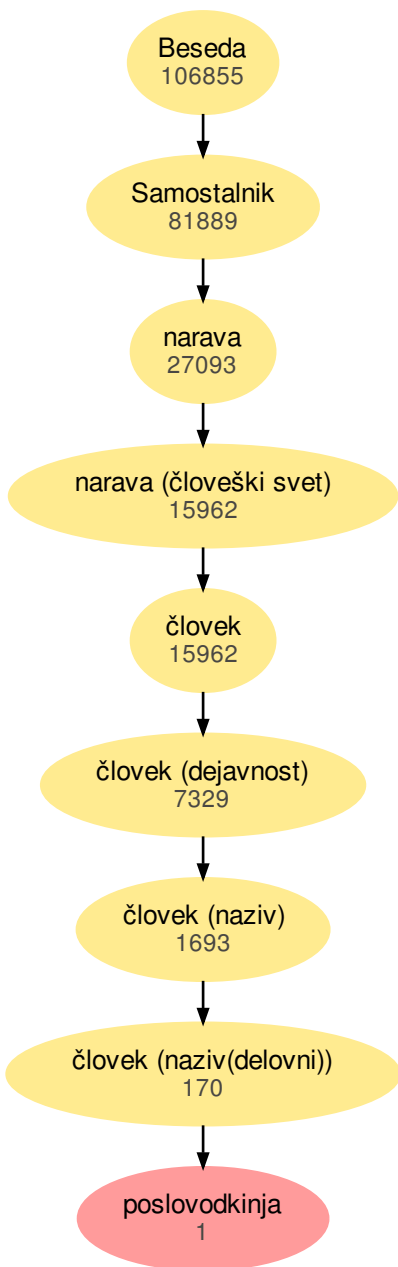 Beseda
106855
Samostalnik
81889
narava
27093
narava (človeški svet)
15962
človek
15962
človek (dejavnost)
7329
človek (naziv)
1693
človek (naziv(delovni))
170
poslovodkinja
1